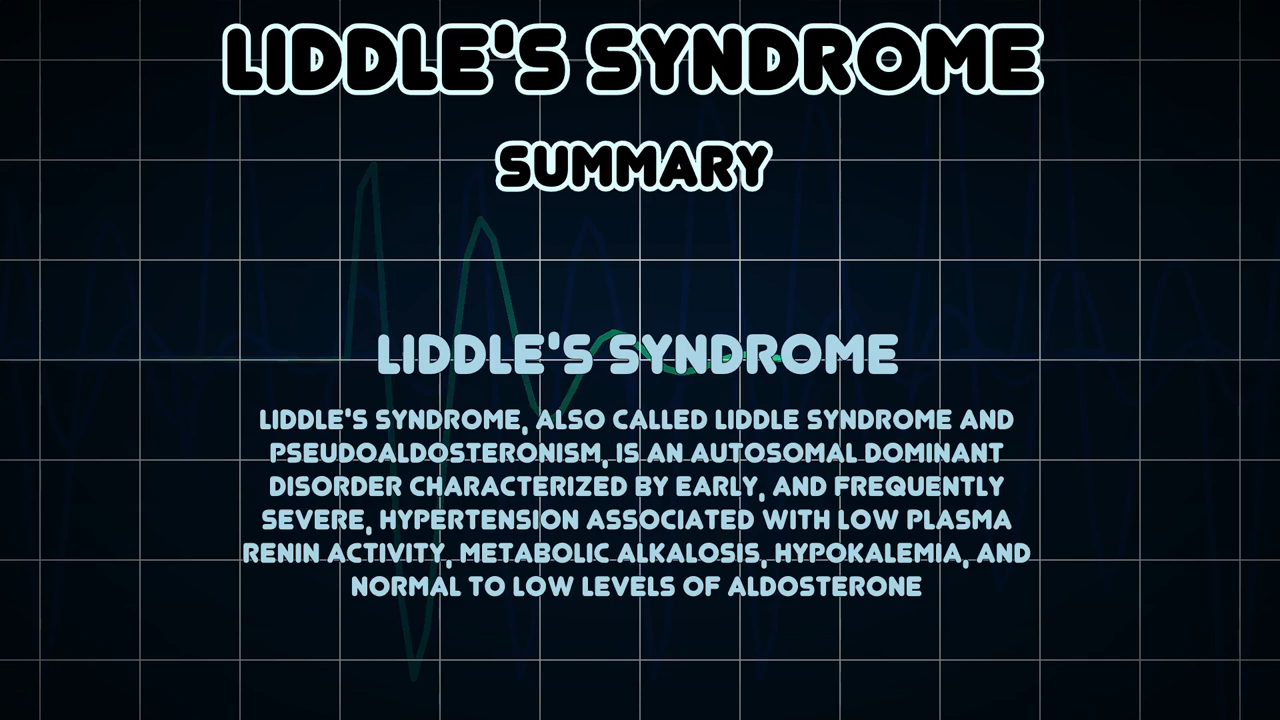 LIDDLE'S SYNDROME
SUMMARY
LIDDLE'S SYNDROME
LIDDLE'S SYNDROME, ALSO CALLED LIDDLE SYNDROME AND
PSEUDOALDOSTERONISM, IS AN AUTOSOMAL DOMINANT
DISORDER CHARACTERIZED BY EARLY, AND FREQUENTLY
SEVERE, HYPERTENSION ASSOCIATED WITH LOW PLASMA
RENIN ACTIVITY, METABOLIC ALKALOSIS, HYPOKALEMIA, AND
NORMAL TO LOW LEVELS OF ALDOSTERONE